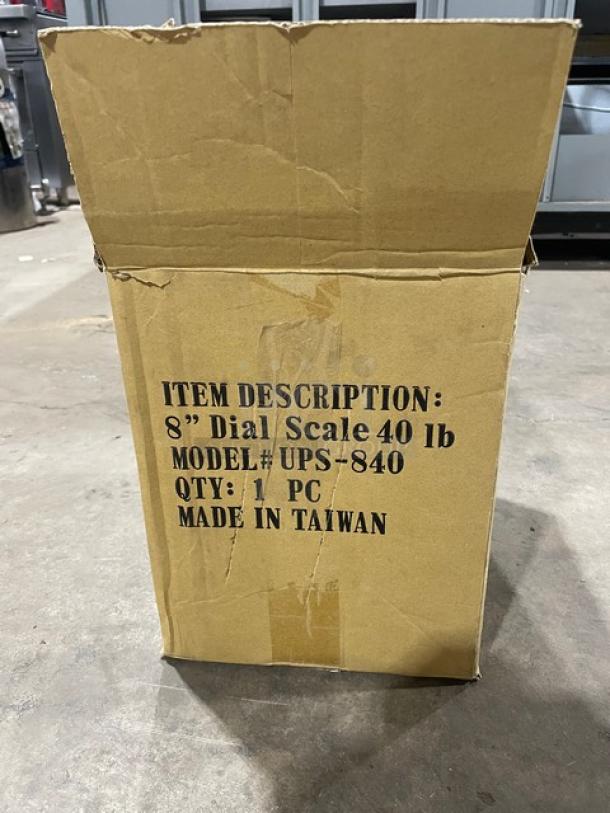 ITEM DESCRIPTION:
8” Dial Scale 40 lb
MODEL# UPS-840
QTY: 1 PC
MADE IN TAIWAN